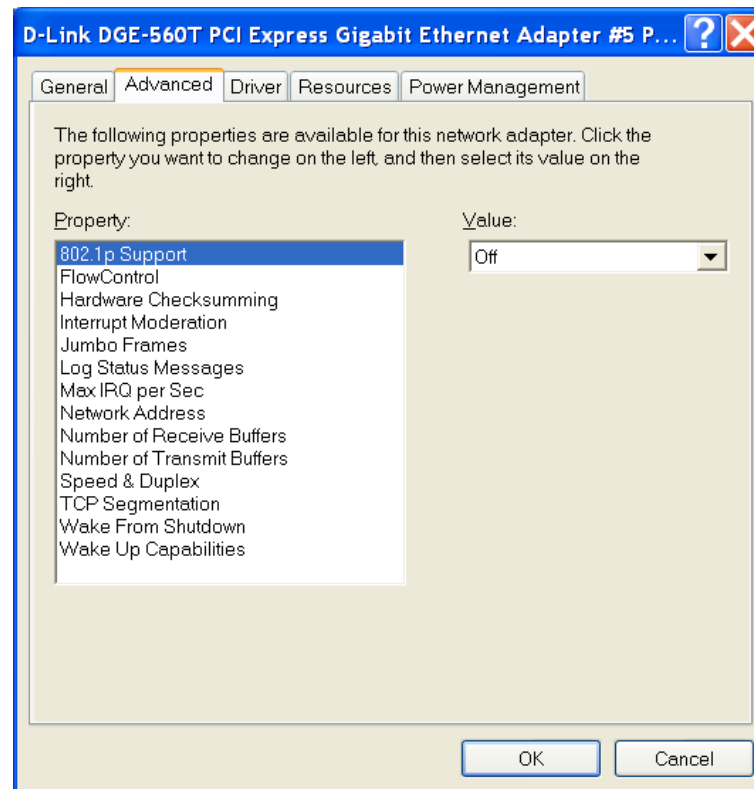 D-Link DGE-560T PCI Express Gigabit Ethernet Adapter #5 P...
General Advanced Driver Resources Power Management
The following properties are available for this network adapter. Click the
property you want to change on the left, and then select its value on the
right.
Property: Value:
802.1p Support Off
FlowControl
Hardware Checksumming
Interrupt Moderation
Jumbo Frames
Log Status Messages
Max IRQ per Sec
Network Address
Number of Receive Buffers
Number of Transmit Buffers
Speed & Duplex
TCP Segmentation
Wake From Shutdown
Wake Up Capabilities
OK Cancel